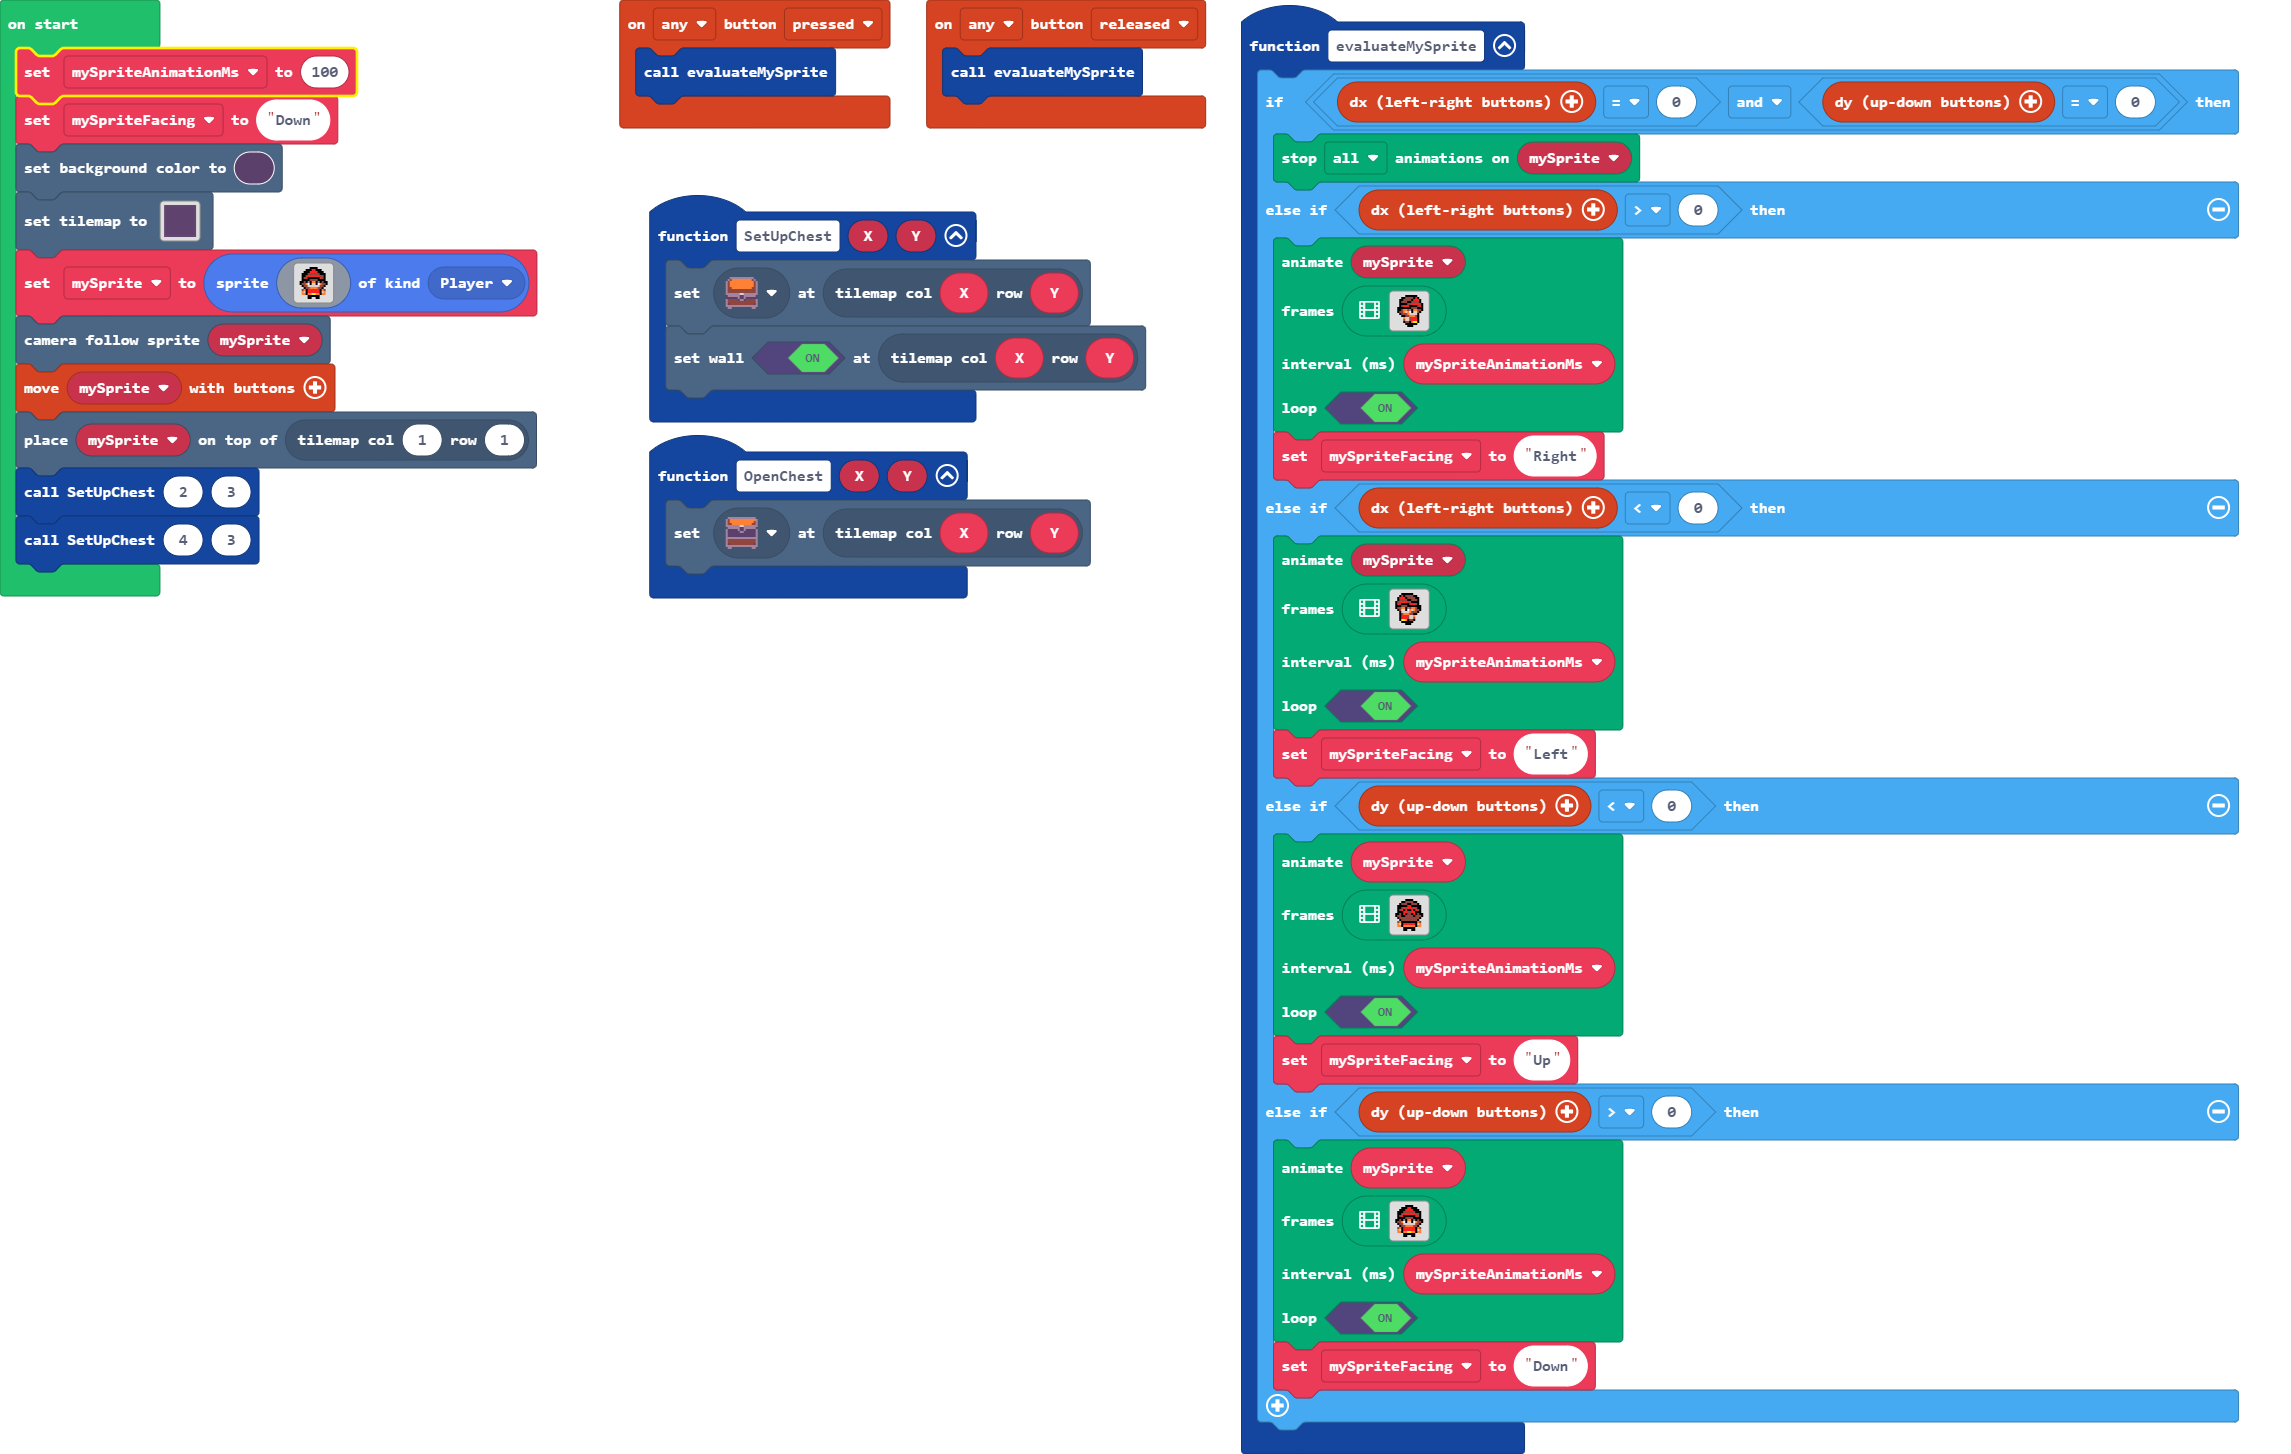 on start
set mySpriteAnimationMs to 100
set mySpriteFacing to "Down"
set background color to
set tilemap to
set mySprite to sprite of kind Player
camera follow sprite mySprite
move mySprite with buttons
place mySprite on top of tilemap col 1 row 1
call SetUpChest 2 3
call SetUpChest 4 3
on any button pressed
call evaluateMySprite
on any button released
call evaluateMySprite
function SetUpChest X Y
set at tilemap col X row Y
set wall ON at tilemap col X row Y
function OpenChest X Y
set at tilemap col X row Y
function evaluateMySprite
if dx (left-right buttons) = 0 and dy (up-down buttons) = 0 then
stop all animations on mySprite
else if dx (left-right buttons) > 0 then
animate mySprite
frames
interval (ms) mySpriteAnimationMs
loop ON
set mySpriteFacing to "Right"
else if dx (left-right buttons) < 0 then
animate mySprite
frames
interval (ms) mySpriteAnimationMs
loop ON
set mySpriteFacing to "Left"
else if dy (up-down buttons) < 0 then
animate mySprite
frames
interval (ms) mySpriteAnimationMs
loop ON
set mySpriteFacing to "Up"
else if dy (up-down buttons) > 0 then
animate mySprite
frames
interval (ms) mySpriteAnimationMs
loop ON
set mySpriteFacing to "Down"